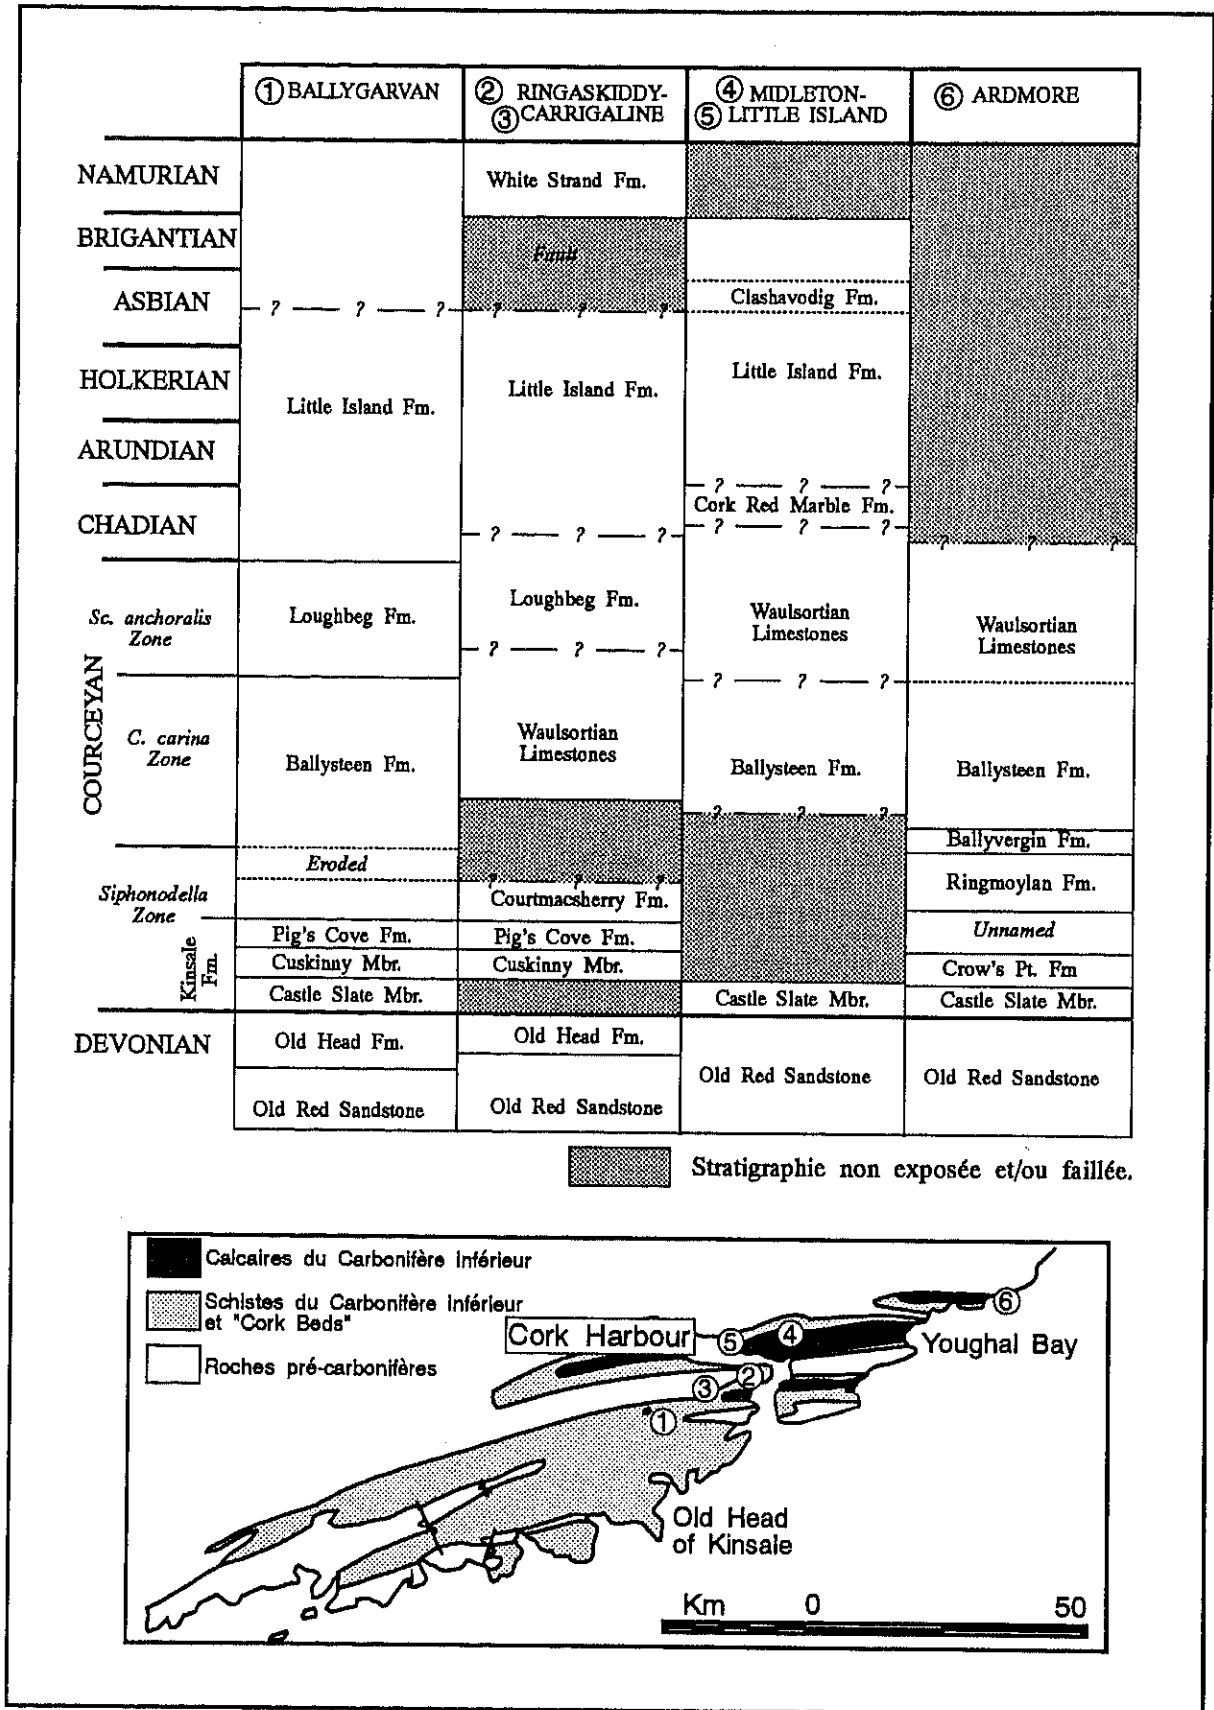 ① BALLYGARVAN
② RINGASKIDDY-
③ CARRIGALINE
④ MIDLETON-
⑤ LITTLE ISLAND
⑥ ARDMORE
NAMURIAN
BRIGANTIAN
ASBIAN
HOLKERIAN
ARUNDIAN
CHADIAN
COURCEYAN
Sc. anchoralis
Zone
C. carina
Zone
Siphonodella
Zone
Kinsale
Fm.
DEVONIAN
? ? ?
Little Island Fm.
Loughbeg Fm.
Ballysteen Fm.
Eroded
Pig's Cove Fm.
Cuskinny Mbr.
Castle Slate Mbr.
Old Head Fm.
Old Red Sandstone
White Strand Fm.
Fault
? ? ?
Little Island Fm.
? ? ?
Loughbeg Fm.
? ? ?
Waulsortian
Limestones
? ? ?
Courtmacsherry Fm.
Pig's Cove Fm.
Cuskinny Mbr.
Old Head Fm.
Old Red Sandstone
Clashavodig Fm.
Little Island Fm.
? ? ?
Cork Red Marble Fm.
? ? ?
Waulsortian
Limestones
? ? ?
Ballysteen Fm.
? ? ?
Castle Slate Mbr.
Old Red Sandstone
? ? ?
Waulsortian
Limestones
Ballysteen Fm.
Ballyvergin Fm.
Ringmoylan Fm.
Unnamed
Crow's Pt. Fm
Castle Slate Mbr.
Old Red Sandstone
Stratigraphie non exposée et/ou faillée.
Calcaires du Carbonifère inférieur
Schistes du Carbonifère inférieur
et "Cork Beds"
Roches pré-carbonifères
Cork Harbour
Youghal Bay
Old Head
of Kinsale
①
②
③
④
⑤
⑥
Km 0 50